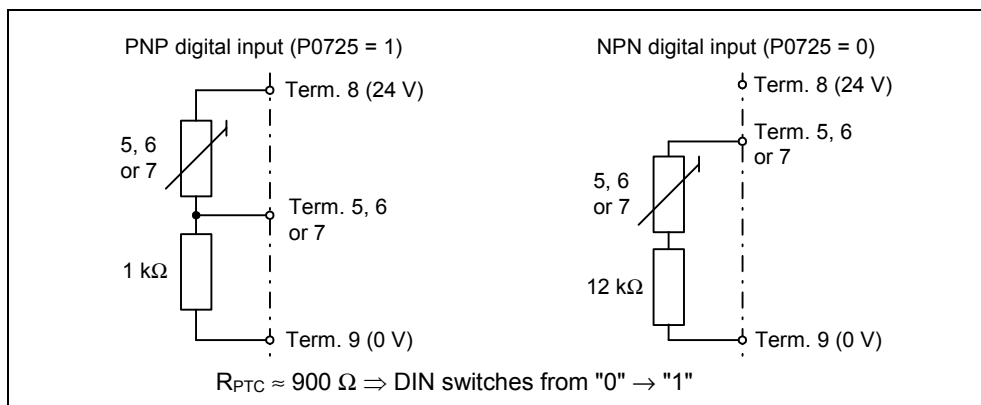 PNP digital input (P0725 = 1)
Term. 8 (24 V)
5, 6
or 7
Term. 5, 6
or 7
1 kΩ
Term. 9 (0 V)
NPN digital input (P0725 = 0)
Term. 8 (24 V)
Term. 5, 6
or 7
5, 6
or 7
12 kΩ
Term. 9 (0 V)
RPTC ≈ 900 Ω ⇒ DIN switches from "0" → "1"